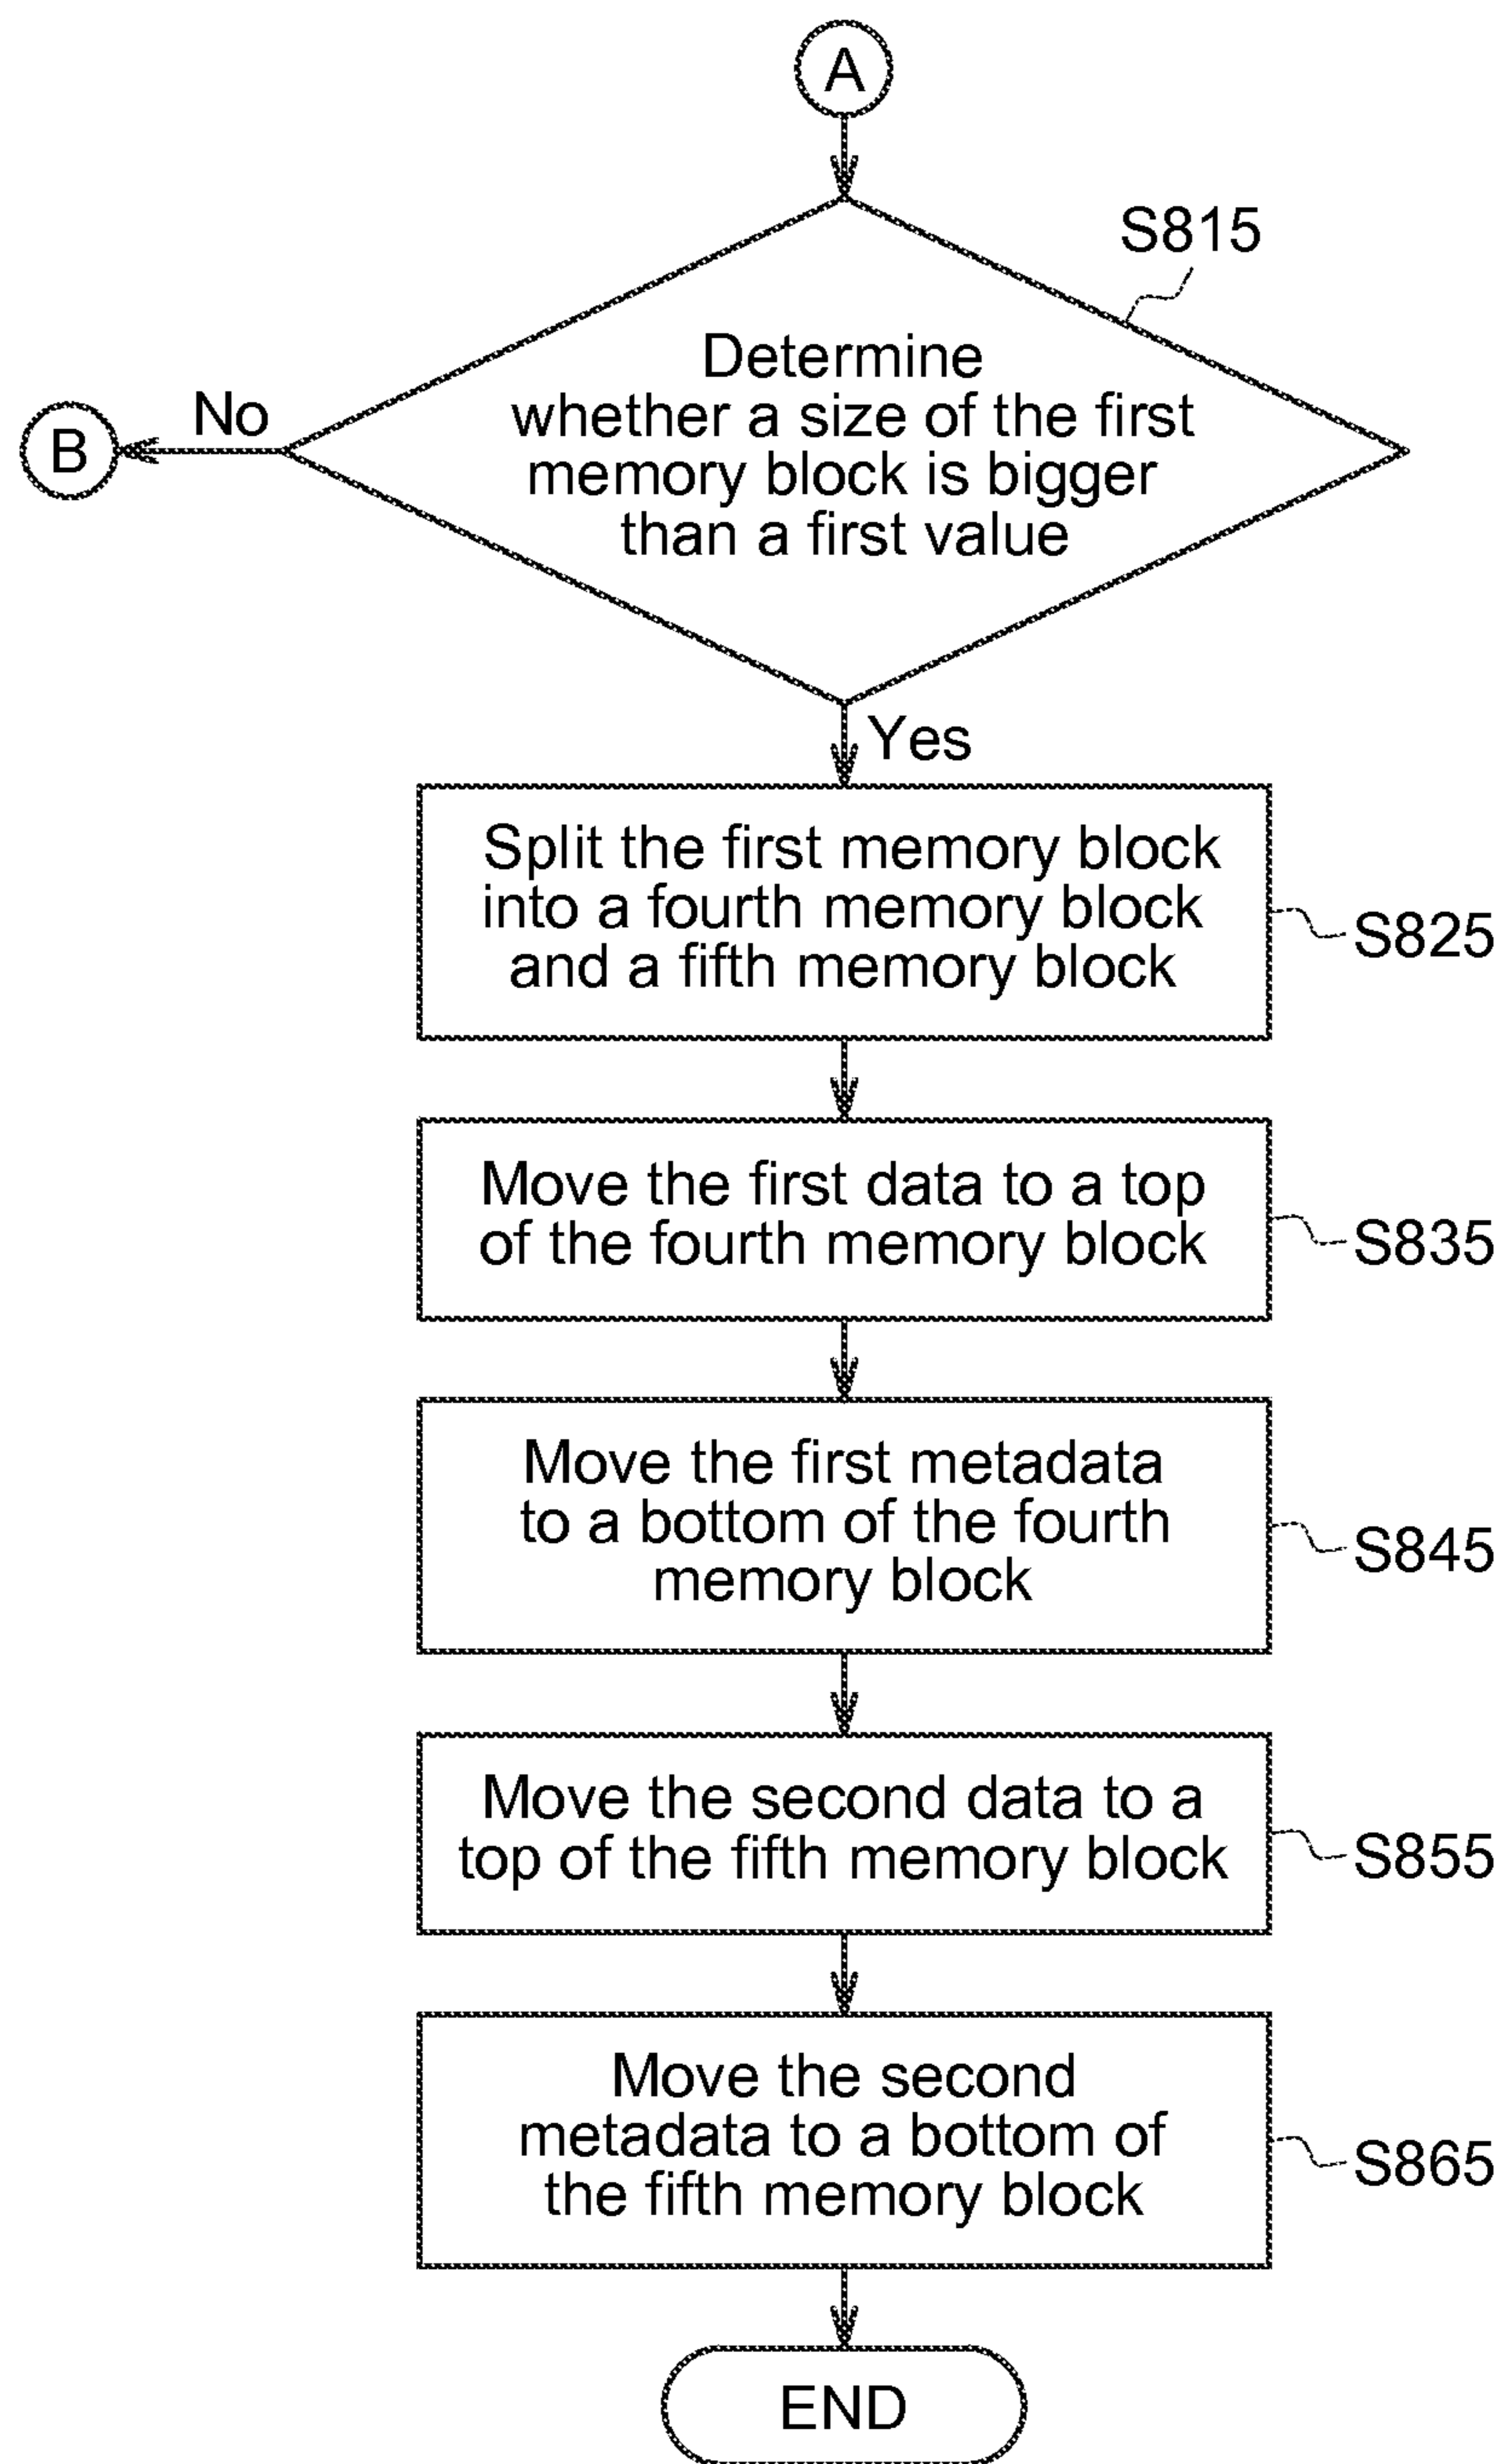 A
S815
Determine
whether a size of the first
memory block is bigger
than a first value
No
B
Yes
Split the first memory block
into a fourth memory block
and a fifth memory block
S825
Move the first data to a top
of the fourth memory block
S835
Move the first metadata
to a bottom of the fourth
memory block
S845
Move the second data to a
top of the fifth memory block
S855
Move the second
metadata to a bottom of
the fifth memory block
S865
END